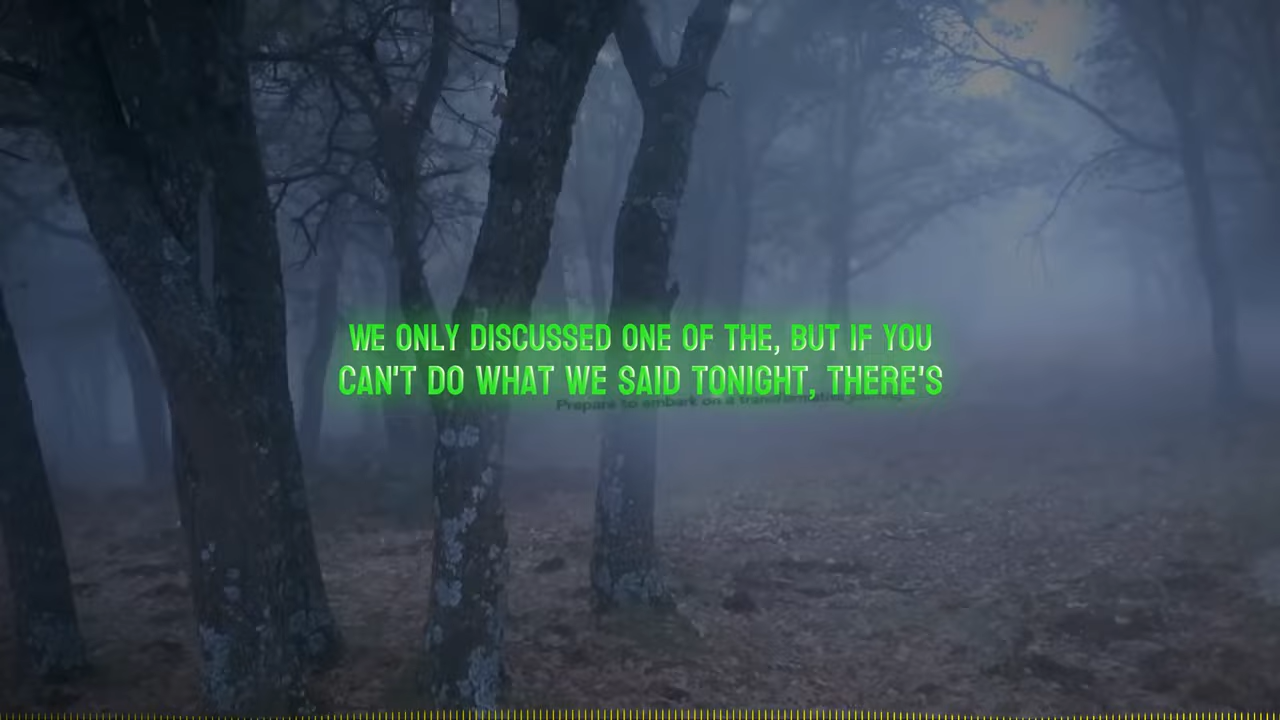 WE ONLY DISCUSSED ONE OF THE, BUT IF YOU
CAN'T DO WHAT WE SAID TONIGHT, THERE'S
Prepare to embark on a transformative